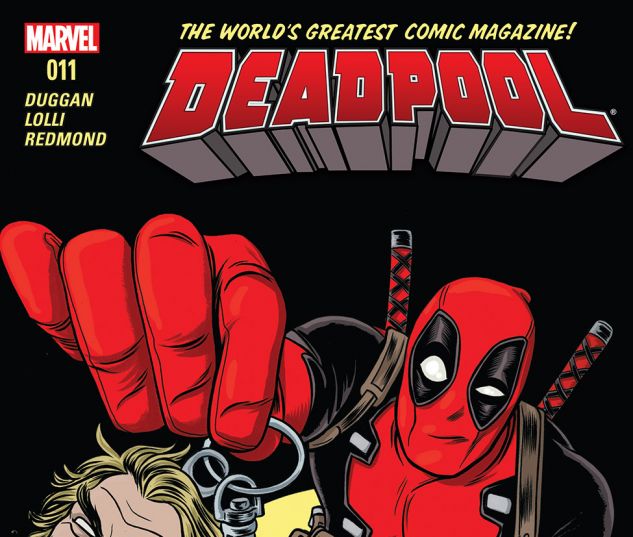 MARVEL
011
DUGGAN
LOLLI
REDMOND
THE WORLD'S GREATEST COMIC MAGAZINE!
DEADPOOL®